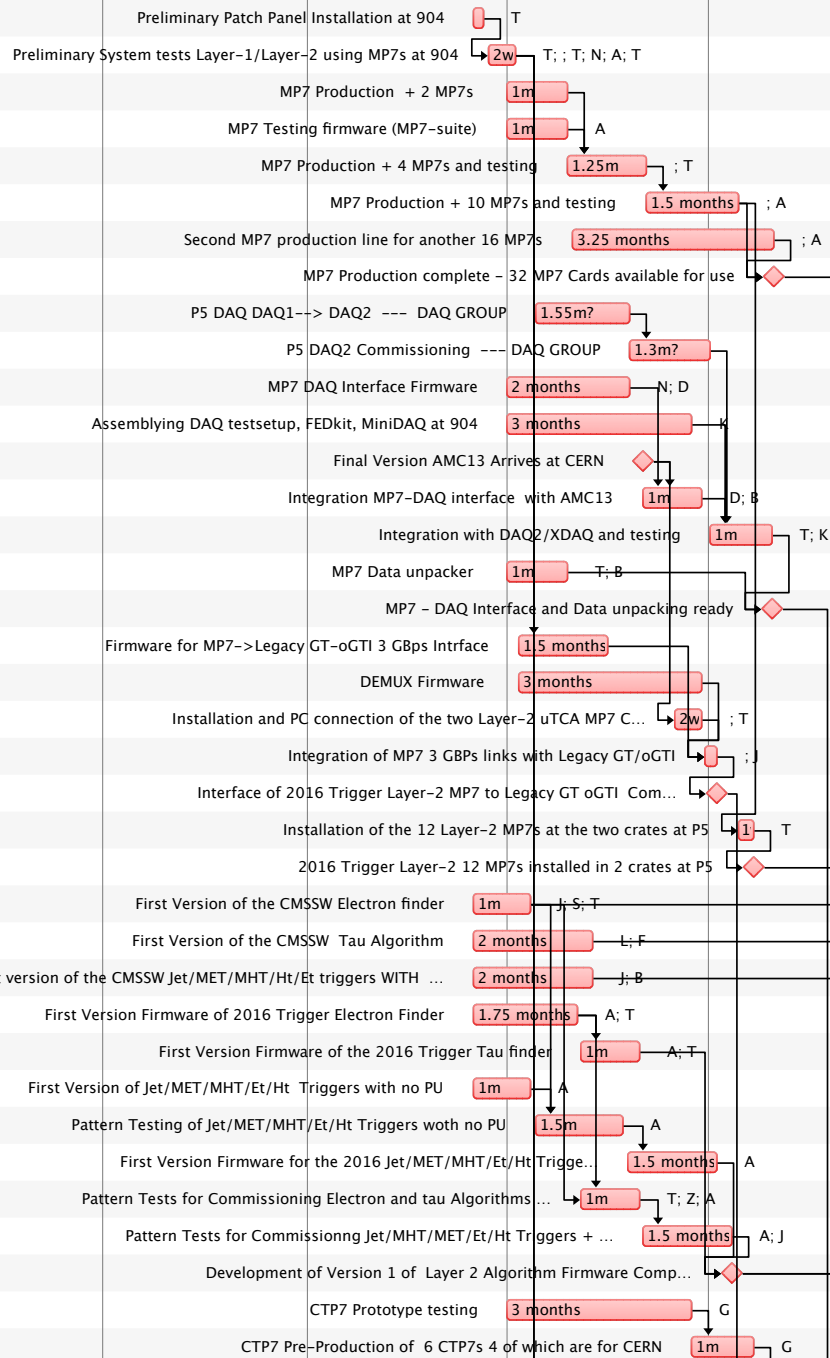 Preliminary Patch Panel Installation at 904 T
Preliminary System tests Layer-1/Layer-2 using MP7s at 904 2w T; ; T; N; A; T
MP7 Production + 2 MP7s 1m
MP7 Testing firmware (MP7-suite) 1m A
MP7 Production + 4 MP7s and testing 1.25m ; T
MP7 Production + 10 MP7s and testing 1.5 months ; A
Second MP7 production line for another 16 MP7s 3.25 months ; A
MP7 Production complete - 32 MP7 Cards available for use
P5 DAQ DAQ1--> DAQ2 --- DAQ GROUP 1.55m?
P5 DAQ2 Commissioning --- DAQ GROUP 1.3m?
MP7 DAQ Interface Firmware 2 months N; D
Assemblying DAQ testsetup, FEDkit, MiniDAQ at 904 3 months K
Final Version AMC13 Arrives at CERN
Integration MP7-DAQ interface with AMC13 1m D; B
Integration with DAQ2/XDAQ and testing 1m T; K
MP7 Data unpacker 1m T; B
MP7 - DAQ Interface and Data unpacking ready
Firmware for MP7->Legacy GT-oGTI 3 GBps Intrface 1.5 months
DEMUX Firmware 3 months
Installation and PC connection of the two Layer-2 uTCA MP7 C... 2w ; T
Integration of MP7 3 GBPs links with Legacy GT/oGTI ; J
Interface of 2016 Trigger Layer-2 MP7 to Legacy GT oGTI Com...
Installation of the 12 Layer-2 MP7s at the two crates at P5 1 T
2016 Trigger Layer-2 12 MP7s installed in 2 crates at P5
First Version of the CMSSW Electron finder 1m J; S; T
First Version of the CMSSW Tau Algorithm 2 months L; F
version of the CMSSW Jet/MET/MHT/Ht/Et triggers WITH ... 2 months J; B
First Version Firmware of 2016 Trigger Electron Finder 1.75 months A; T
First Version Firmware of the 2016 Trigger Tau finder 1m A; T
First Version of Jet/MET/MHT/Et/Ht Triggers with no PU 1m A
Pattern Testing of Jet/MET/MHT/Et/Ht Triggers woth no PU 1.5m A
First Version Firmware for the 2016 Jet/MET/MHT/Et/Ht Trigge... 1.5 months A
Pattern Tests for Commissioning Electron and tau Algorithms ... 1m T; Z; A
Pattern Tests for Commissionng Jet/MHT/MET/Et/Ht Triggers + ... 1.5 months A; J
Development of Version 1 of Layer 2 Algorithm Firmware Comp...
CTP7 Prototype testing 3 months G
CTP7 Pre-Production of 6 CTP7s 4 of which are for CERN 1m G